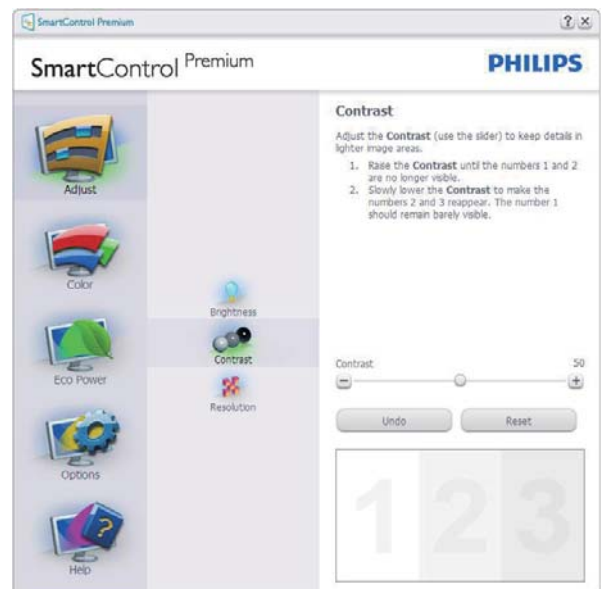 SmartControl Premium
SmartControl Premium
PHILIPS
Adjust
Color
Eco Power
Options
Help
Brightness
Contrast
Resolution
Contrast
Adjust the Contrast (use the slider) to keep details in
lighter image areas.
1. Raise the Contrast until the numbers 1 and 2
are no longer visible.
2. Slowly lower the Contrast to make the
numbers 2 and 3 reappear. The number 1
should remain barely visible.
Contrast 50
Undo Reset
1 2 3